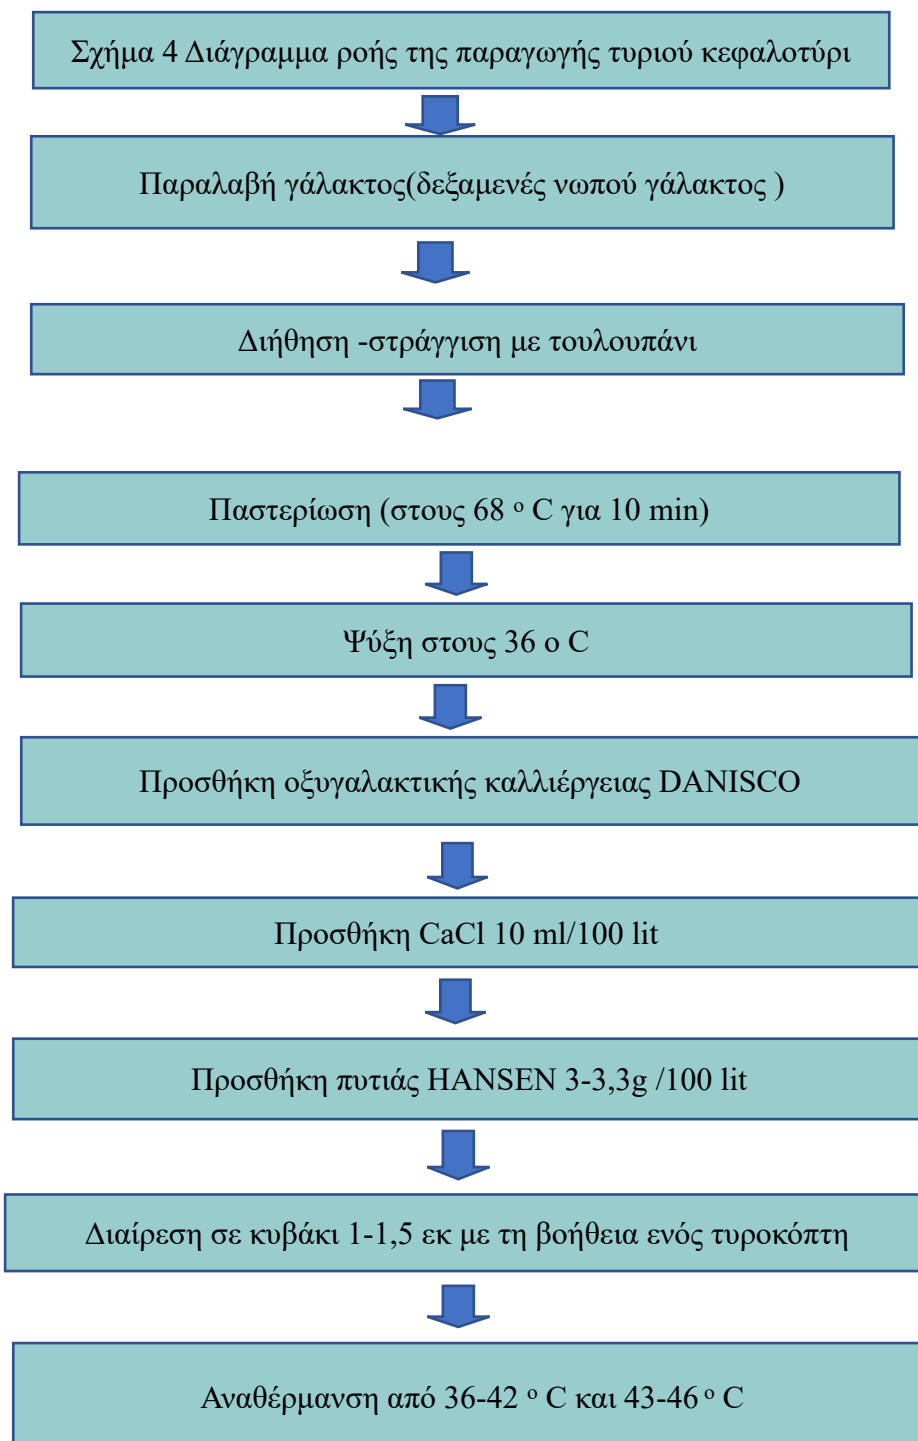 Σχήμα 4 Διάγραμμα ροής της παραγωγής τυριού κεφαλοτύρι
Παραλαβή γάλακτος(δεξαμενές νωπού γάλακτος )
Διήθηση -στράγγιση με τουλουπάνι
Παστερίωση (στους 68 ᵒ C για 10 min)
Ψύξη στους 36 ο C
Προσθήκη οξυγαλακτικής καλλιέργειας DANISCO
Προσθήκη CaCl 10 ml/100 lit
Προσθήκη πυτιάς HANSEN 3-3,3g /100 lit
Διαίρεση σε κυβάκι 1-1,5 εκ με τη βοήθεια ενός τυροκόπτη
Αναθέρμανση από 36-42 ᵒ C και 43-46 ᵒ C